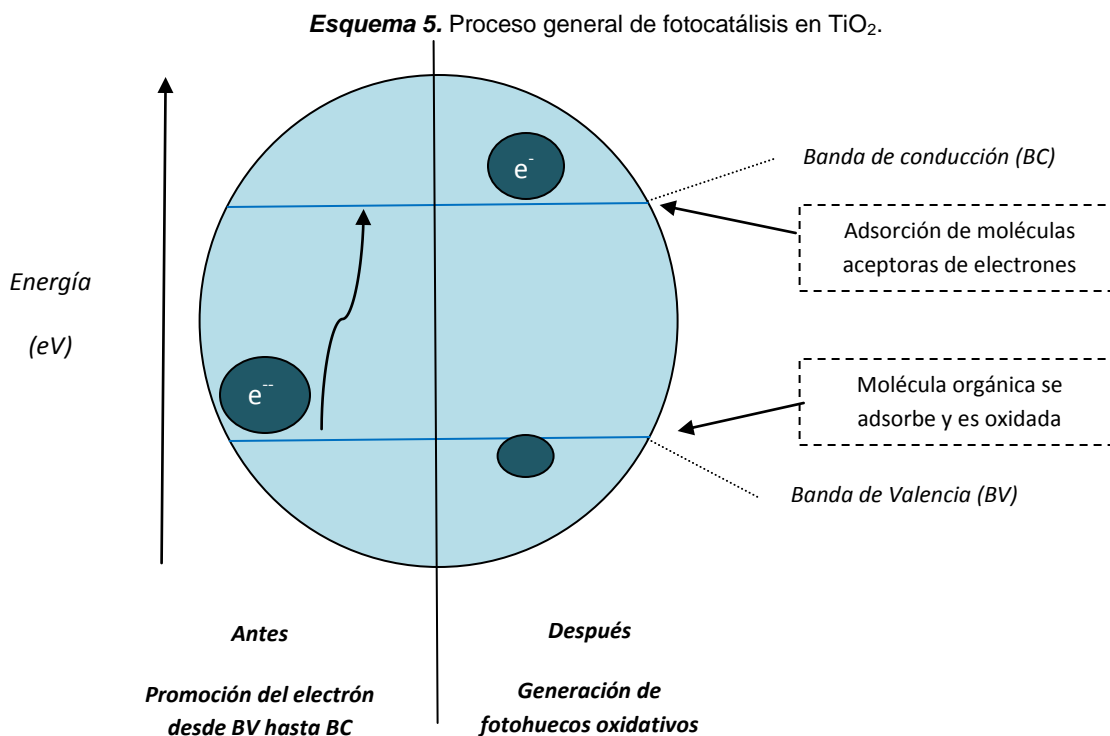 Esquema 5. Proceso general de fotocatálisis en TiO₂.
e⁻
Banda de conducción (BC)
Adsorción de moléculas
aceptoras de electrones
Energía
(eV)
e⁻⁻
Molécula orgánica se
adsorbe y es oxidada
Banda de Valencia (BV)
Antes
Promoción del electrón
desde BV hasta BC
Después
Generación de
fotohuecos oxidativos